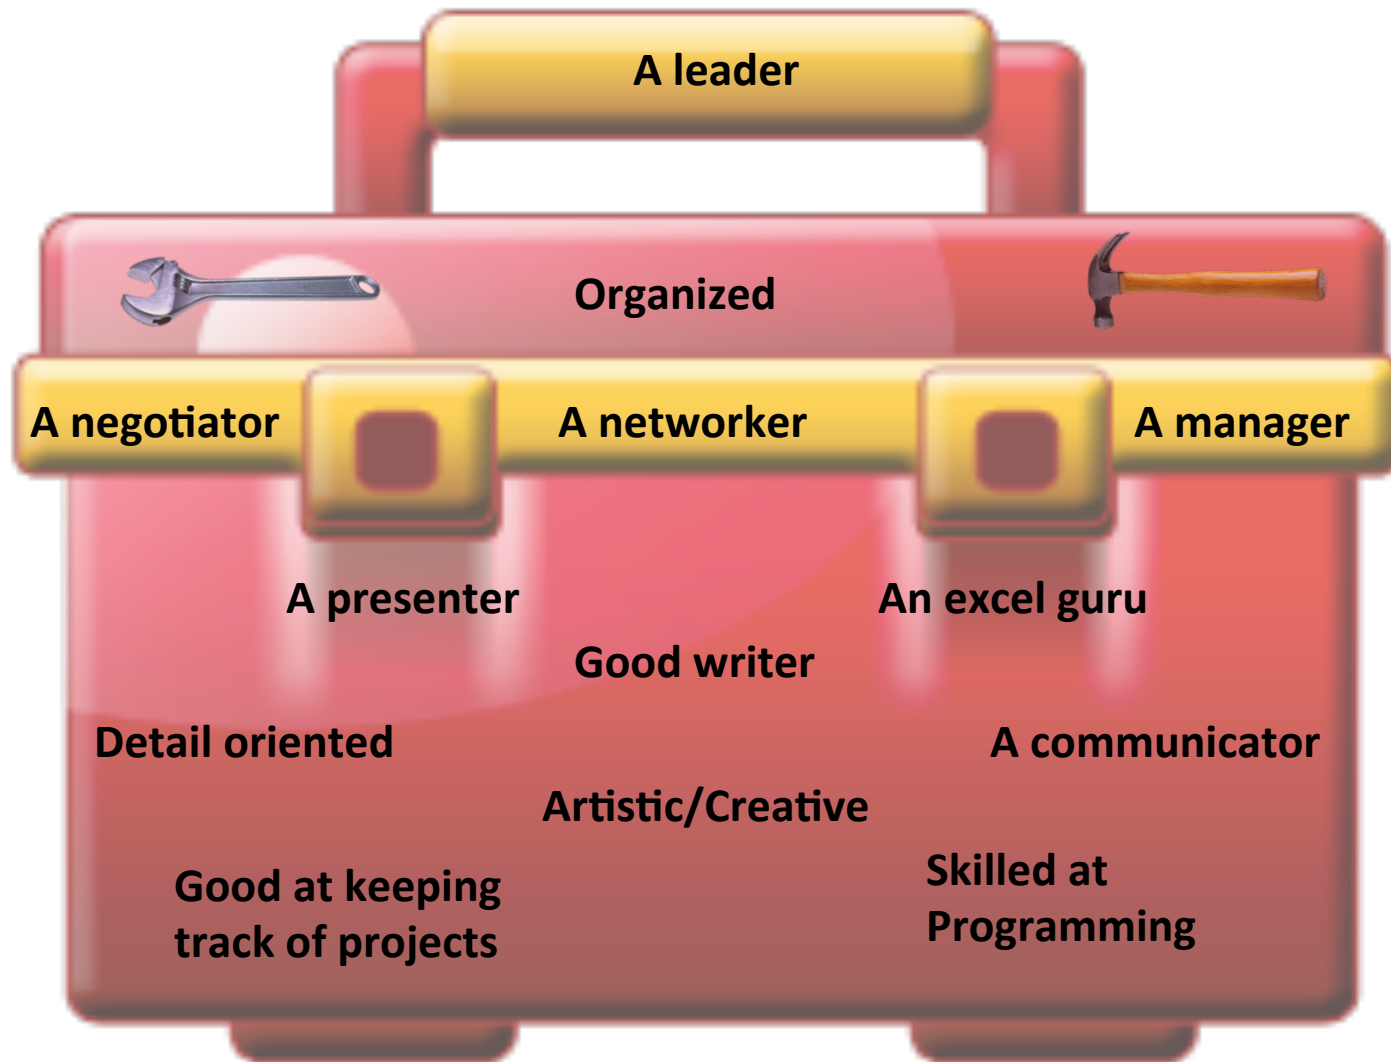 A leader
Organized
A negotiator
A networker
A manager
A presenter
An excel guru
Good writer
Detail oriented
A communicator
Artistic/Creative
Good at keeping
track of projects
Skilled at
Programming